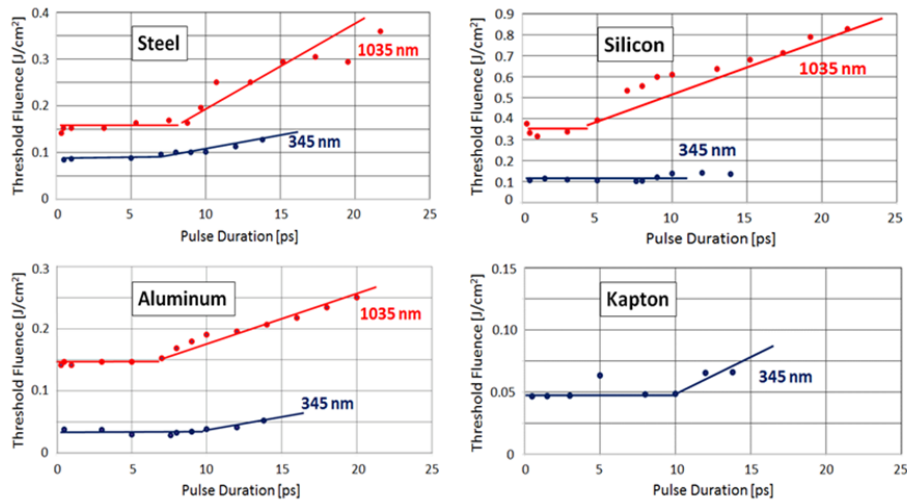 Steel
1035 nm
345 nm
Threshold Fluence [J/cm²]
0.4
0.3
0.2
0.1
0
0 5 10 15 20 25
Pulse Duration [ps]
Silicon
1035 nm
345 nm
Threshold Fluence [J/cm²]
0.9
0.8
0.6
0.5
0.4
0.2
0.1
0 5 10 15 20 25
Pulse Duration [ps]
Aluminum
1035 nm
345 nm
Threshold Fluence [J/cm²]
0.3
0.2
0.1
0
0 5 10 15 20 25
Pulse Duration [ps]
Kapton
345 nm
Threshold Fluence [J/cm²]
0.15
0.10
0.05
0
0 5 10 15 20 25
Pulse Duration [ps]